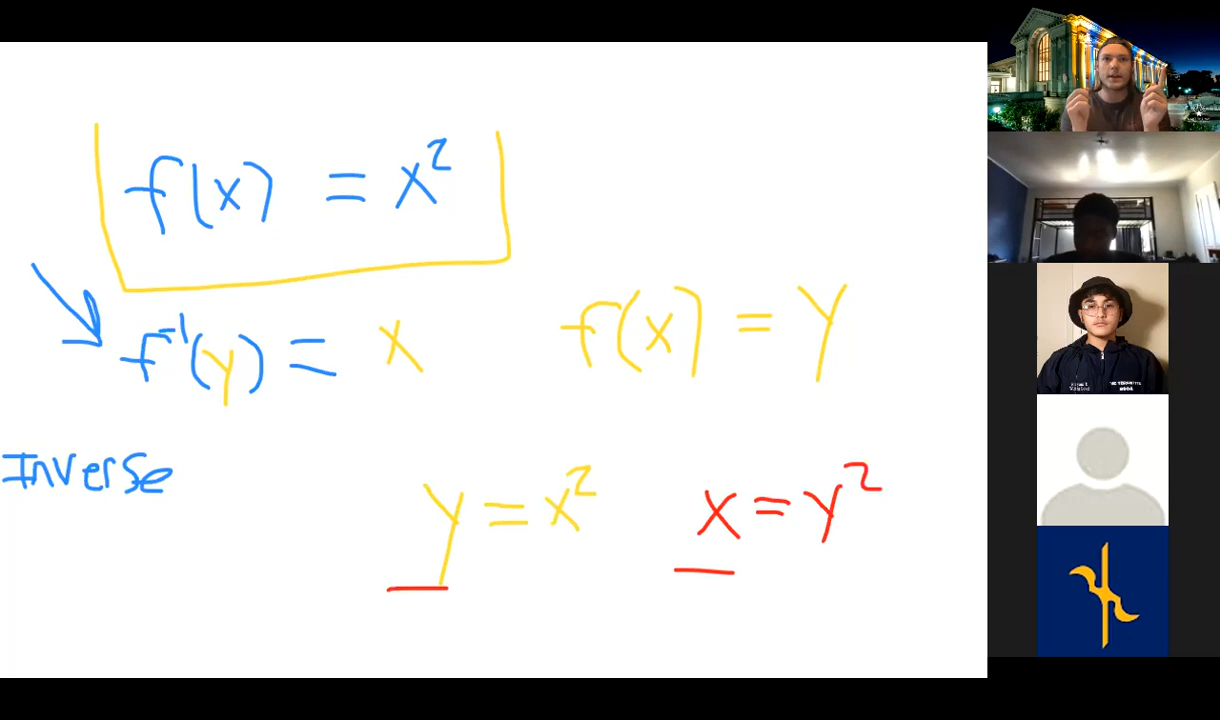 f(x) = x²
f⁻¹(y) = x
f(x) = y
Inverse
y = x²
x = y²